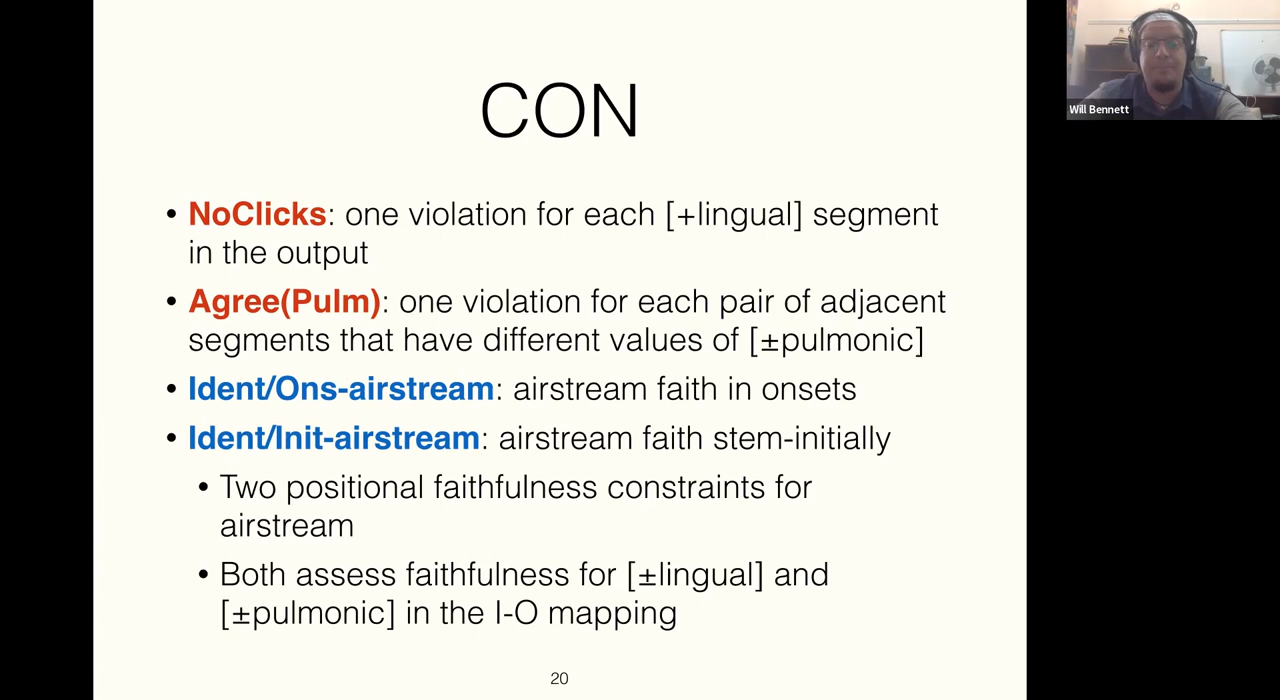 CON
• NoClicks: one violation for each [+lingual] segment
in the output
• Agree(Pulm): one violation for each pair of adjacent
segments that have different values of [±pulmonic]
• Ident/Ons-airstream: airstream faith in onsets
• Ident/Init-airstream: airstream faith stem-initially
• Two positional faithfulness constraints for
airstream
• Both assess faithfulness for [±lingual] and
[±pulmonic] in the I-O mapping
20
Will Bennett